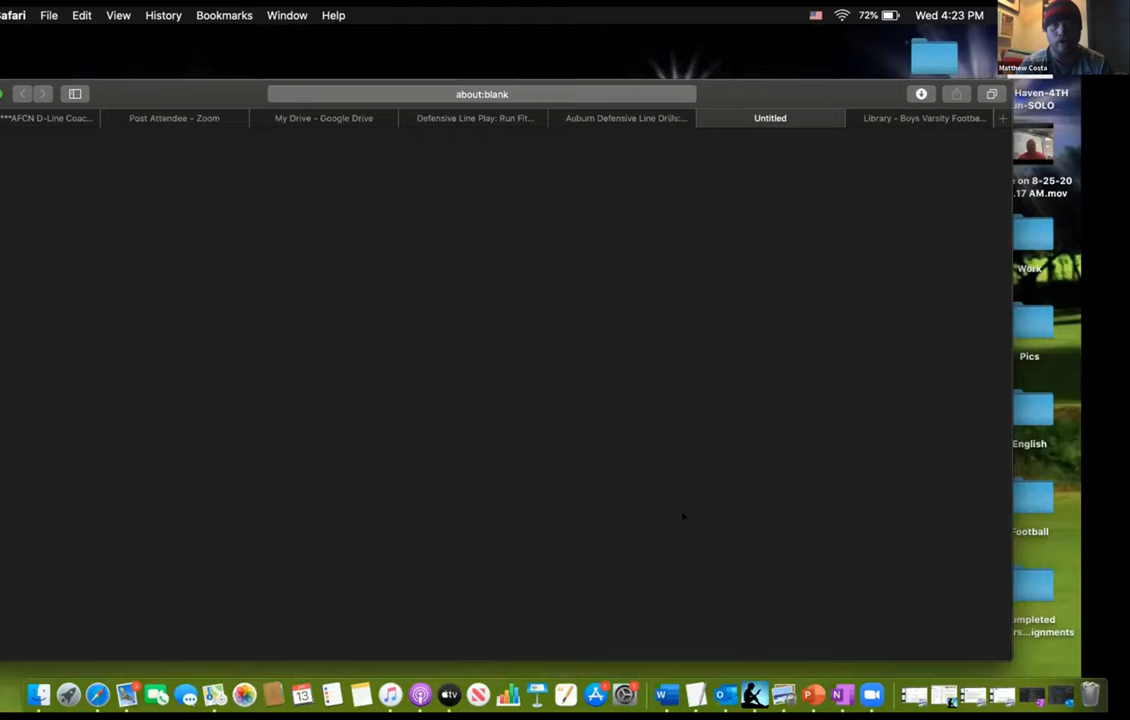 Safari File Edit View History Bookmarks Window Help 72% Wed 4:23 PM
Matthew Costa
about:blank
***AFCN D-Line Coac... Post Attendee - Zoom My Drive - Google Drive Defensive Line Play: Run Fit... Auburn Defensive Line Drills:... Untitled Library - Boys Varsity Footba... +
Haven-4TH
in-SOLO
on 8-25-20
.17 AM.mov
Work
Pics
English
Football
ompleted
rs...ignments
13